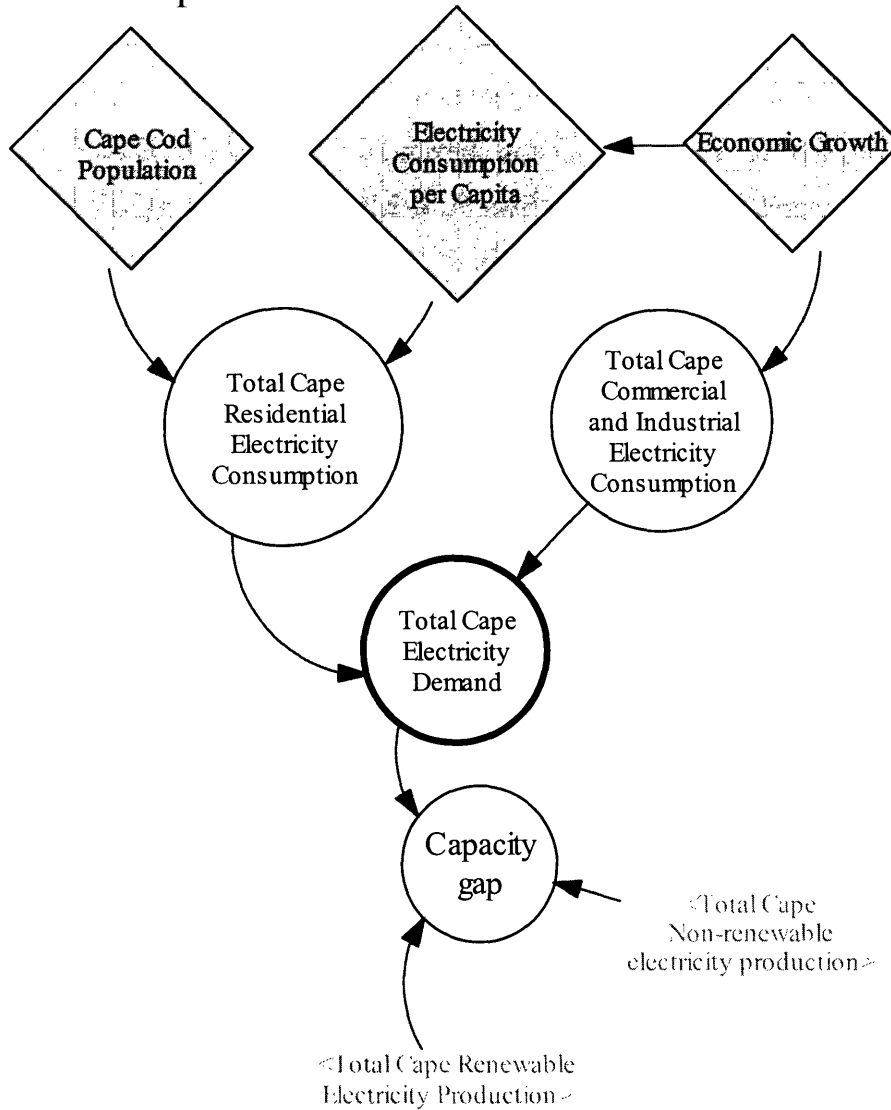 Cape Cod
Population
Electricity
Consumption
per Capita
Economic Growth
Total Cape
Residential
Electricity
Consumption
Total Cape
Commercial
and Industrial
Electricity
Consumption
Total Cape
Electricity
Demand
Capacity
gap
<Total Cape
Non-renewable
electricity production>
<Total Cape Renewable
Electricity Production>